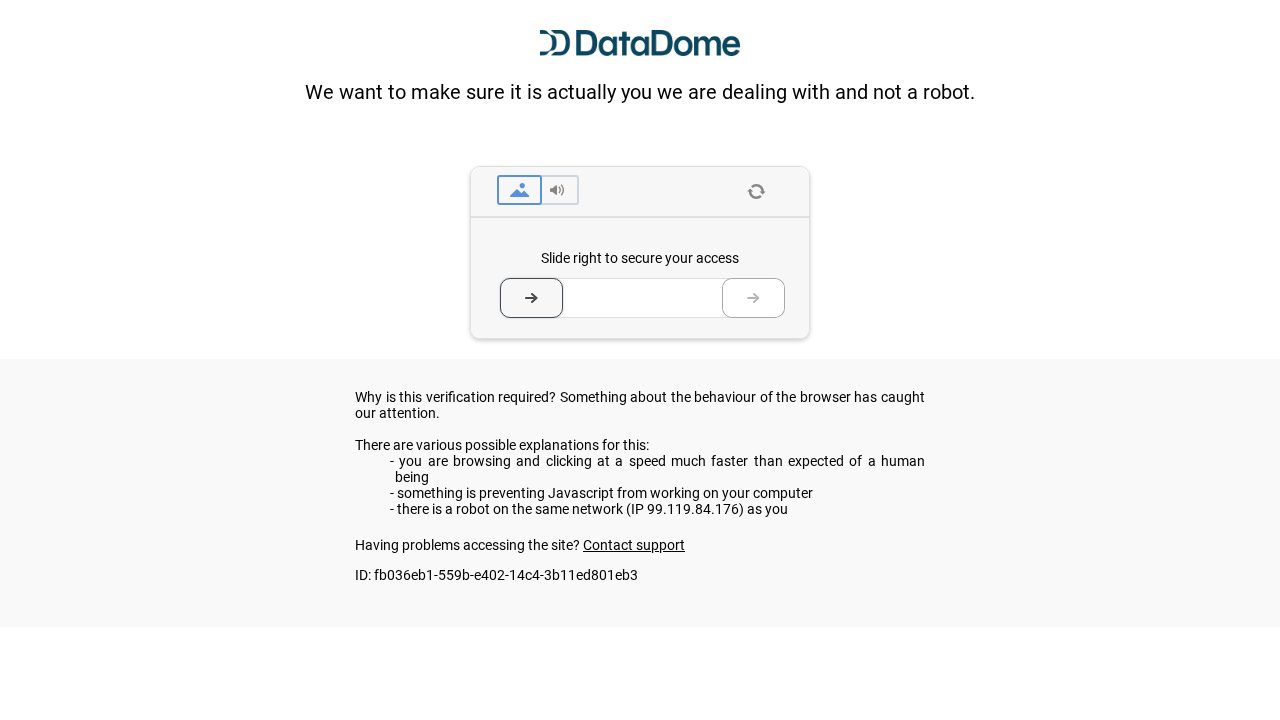 DataDome
We want to make sure it is actually you we are dealing with and not a robot.
Slide right to secure your access
Why is this verification required? Something about the behaviour of the browser has caught
our attention.
There are various possible explanations for this:
- you are browsing and clicking at a speed much faster than expected of a human
being
- something is preventing Javascript from working on your computer
- there is a robot on the same network (IP 99.119.84.176) as you
Having problems accessing the site? Contact support
ID: fb036eb1-559b-e402-14c4-3b11ed801eb3